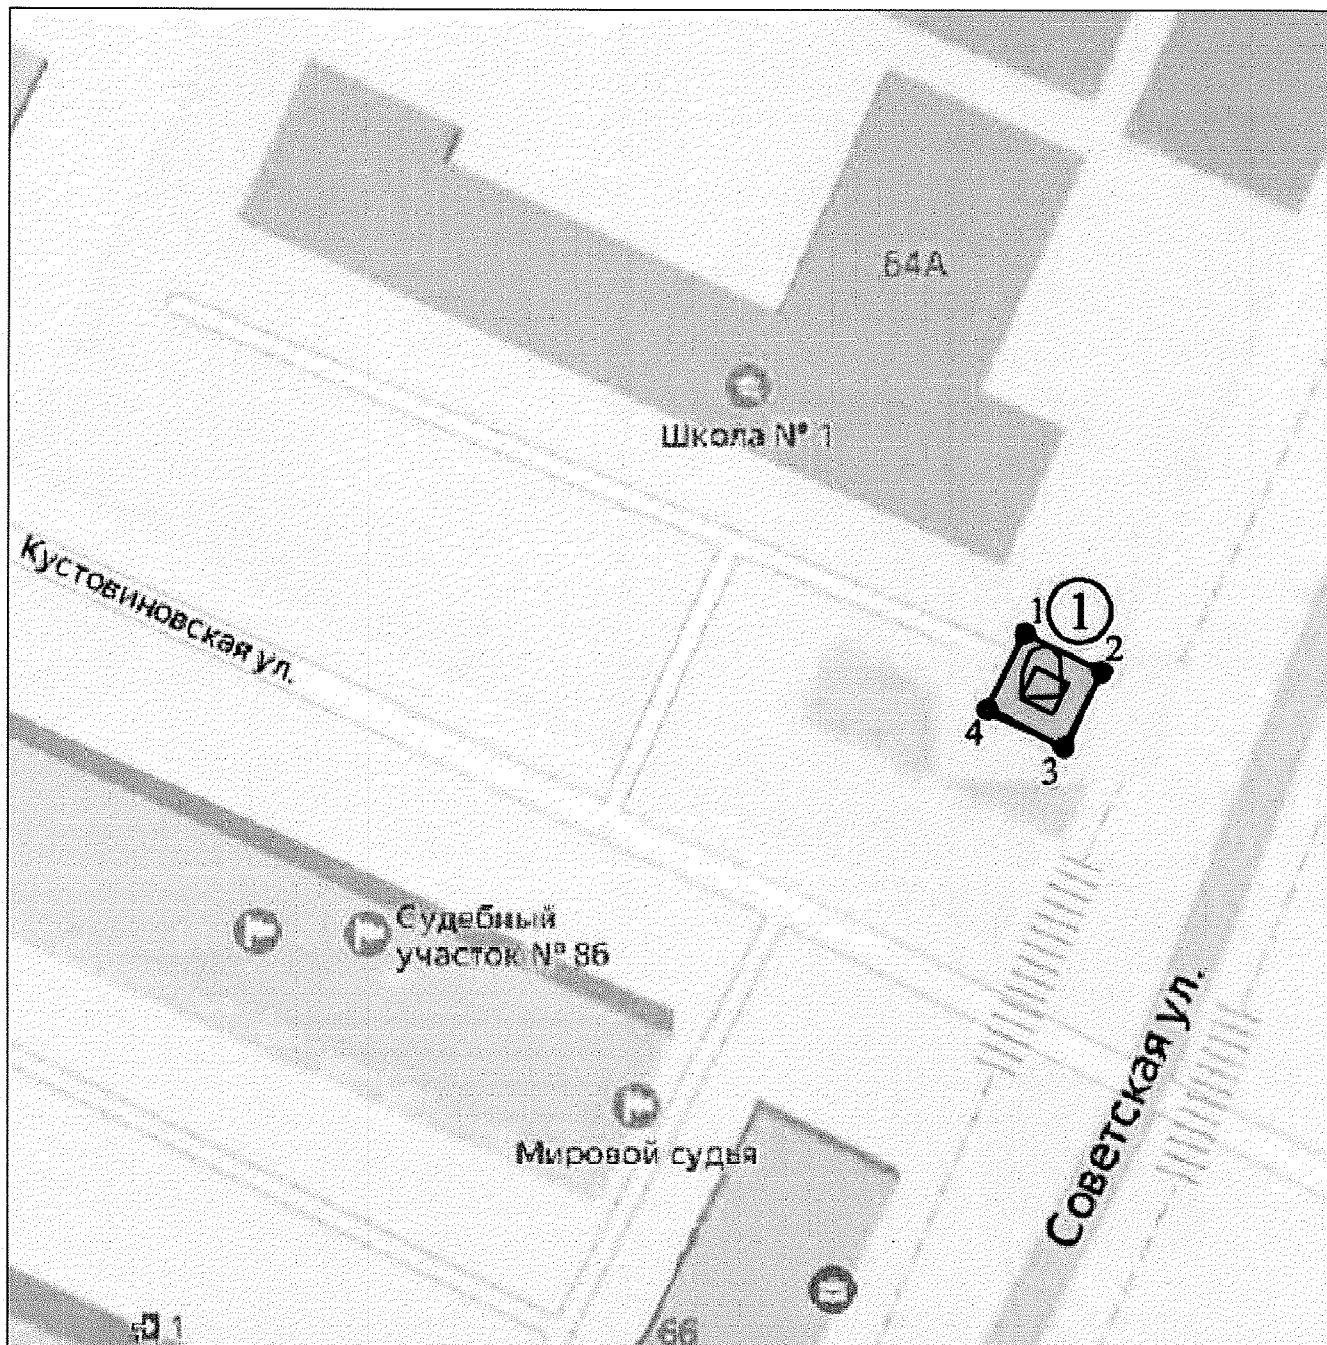 64А
Школа № 1
Кустовиновская ул.
1
1
2
4
3
Судебный
участок № 86
Мировой судья
Советская ул.
1
66